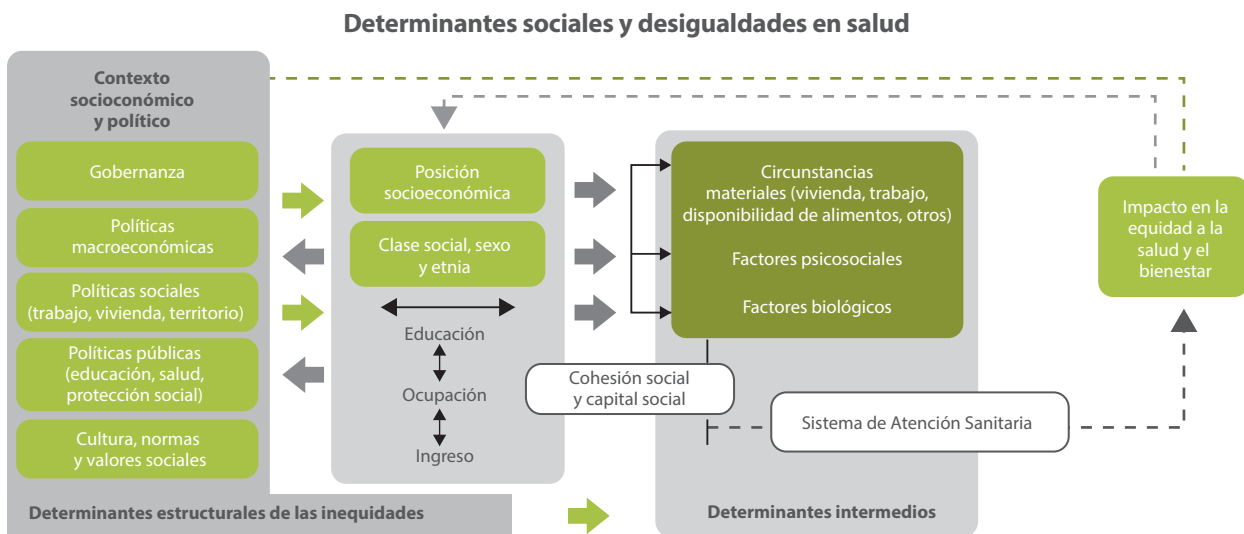 Determinantes sociales y desigualdades en salud
Contexto
socioeconómico
y político
Gobernanza
Políticas
macroeconómicas
Políticas sociales
(trabajo, vivienda, territorio)
Políticas públicas
(educación, salud,
protección social)
Cultura, normas
y valores sociales
Determinantes estructurales de las inequidades
Posición
socioeconómica
Clase social, sexo
y etnia
Educación
Ocupación
Ingreso
Circunstancias
materiales (vivienda, trabajo,
disponibilidad de alimentos, otros)
Factores psicosociales
Factores biológicos
Cohesión social
y capital social
Sistema de Atención Sanitaria
Determinantes intermedios
Impacto en la
equidad a la
salud y el
bienestar